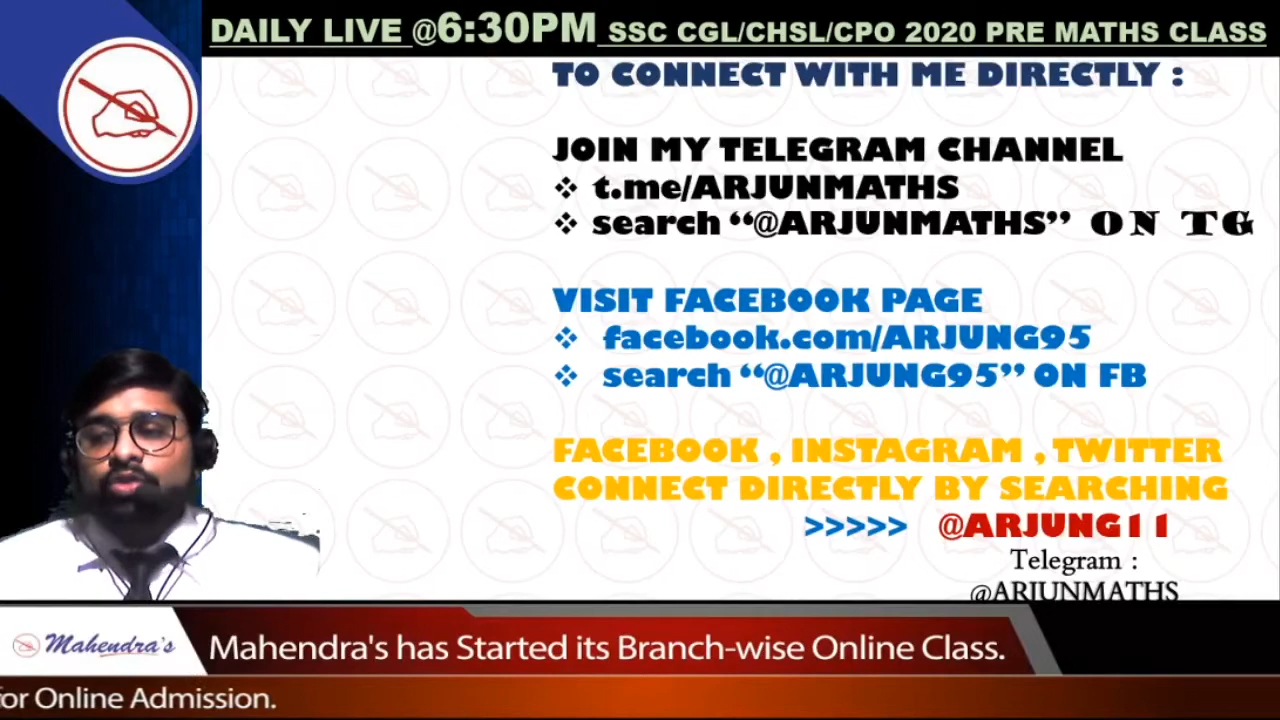 DAILY LIVE @6:30PM SSC CGL/CHSL/CPO 2020 PRE MATHS CLASS
TO CONNECT WITH ME DIRECTLY :
JOIN MY TELEGRAM CHANNEL
❖ t.me/ARJUNMATHS
❖ search “@ARJUNMATHS” ON TG
VISIT FACEBOOK PAGE
❖ facebook.com/ARJUNG95
❖ search “@ARJUNG95” ON FB
FACEBOOK , INSTAGRAM , TWITTER
CONNECT DIRECTLY BY SEARCHING
>>>>> @ARJUNG11
Telegram :
@ARJUNMATHS
Mahendra's
Mahendra's has Started its Branch-wise Online Class.
for Online Admission.